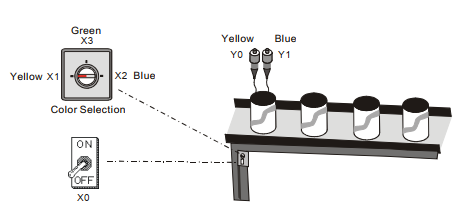 Green
X3
Yellow X1
X2 Blue
Color Selection
Yellow Blue
Y0 Y1
ON
OFF
X0